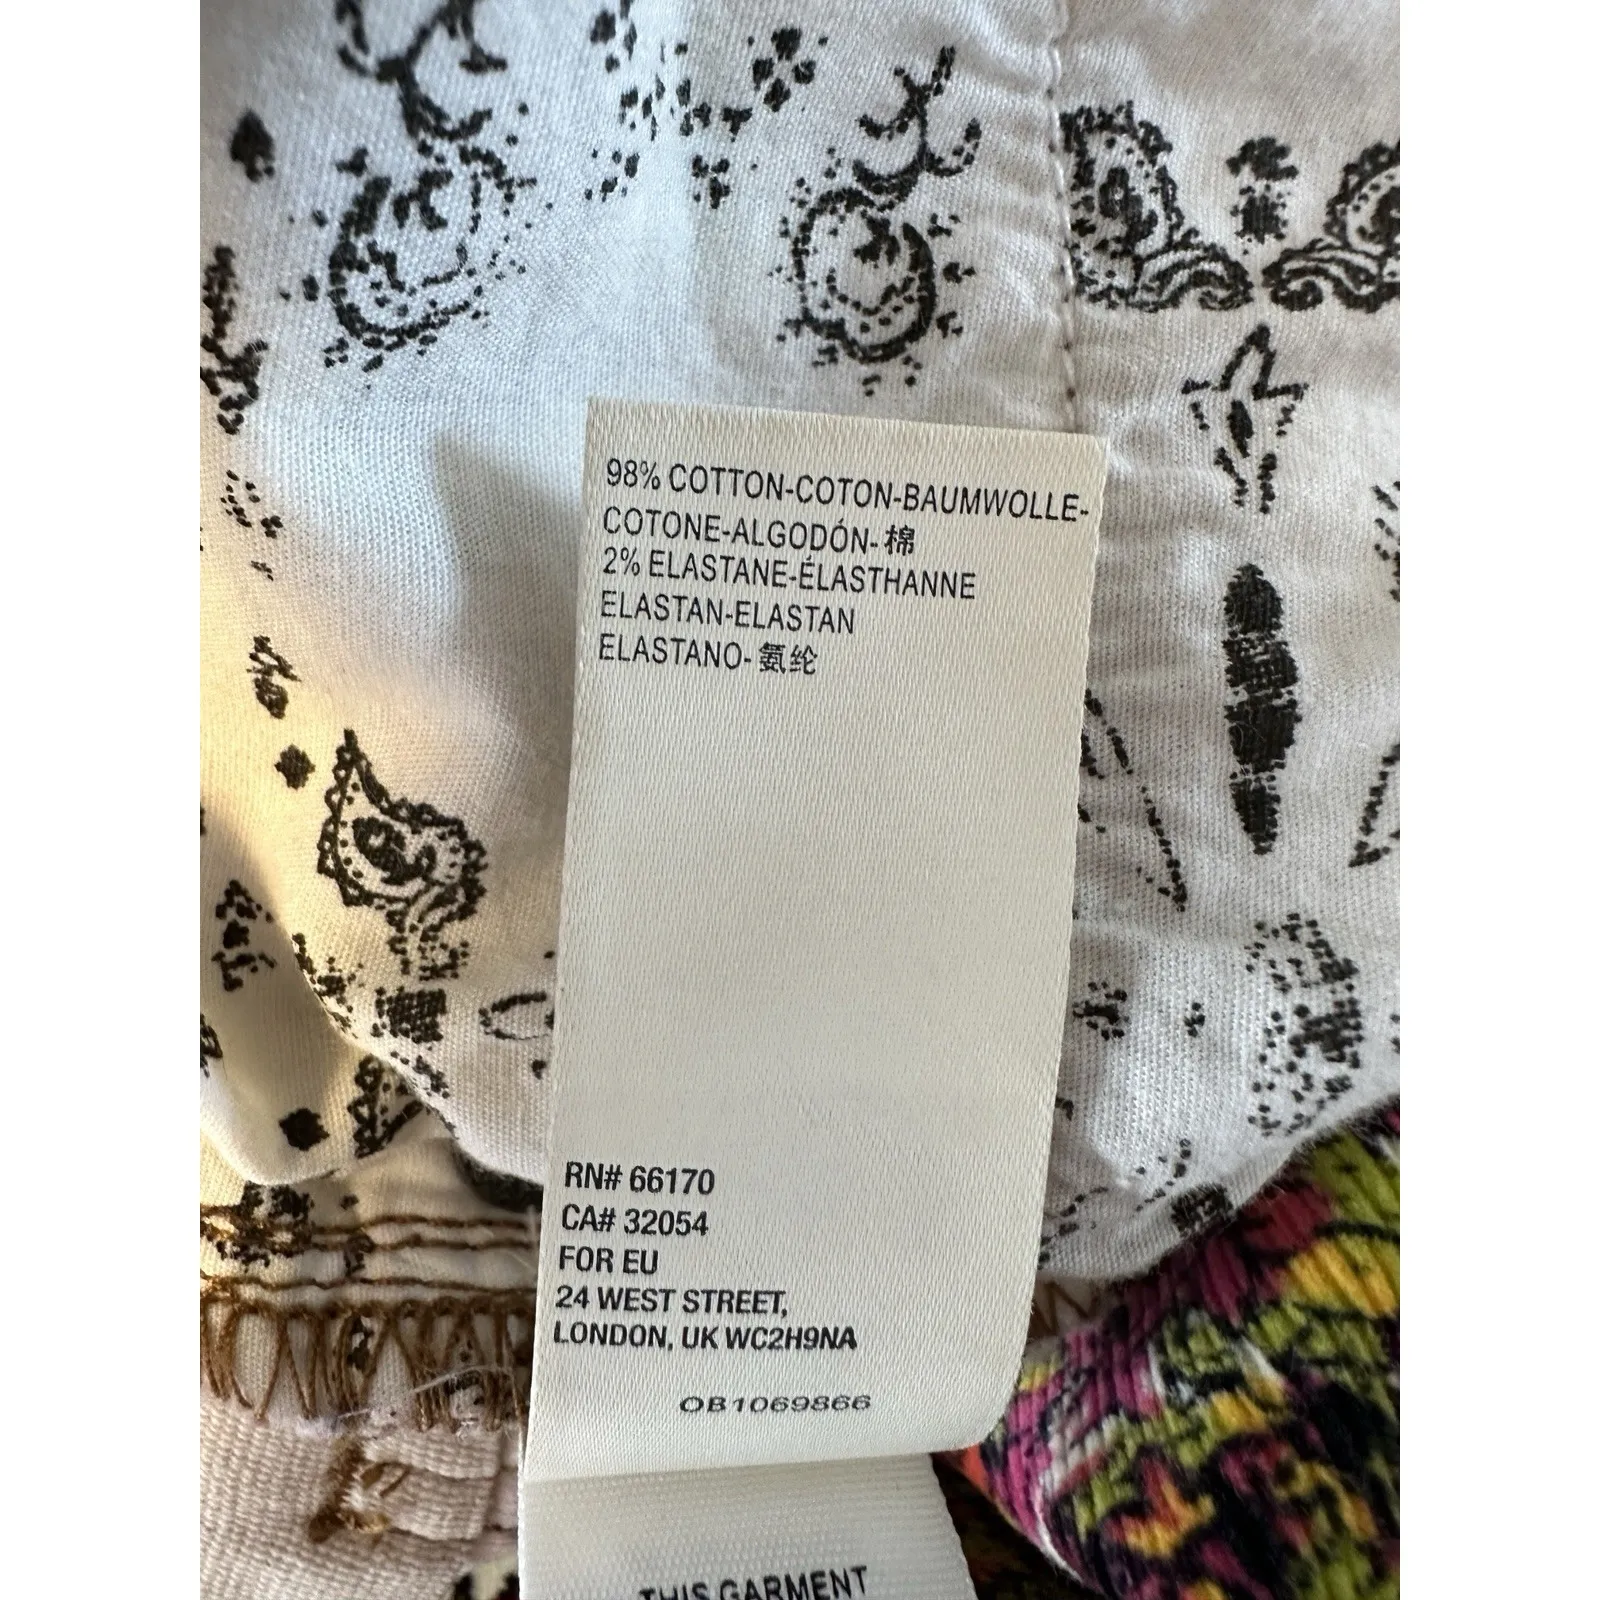 98% COTTON-COTON-BAUMWOLLE-
COTONE-ALGODÓN-棉
2% ELASTANE-ÉLASTHANNE
ELASTAN-ELASTAN
ELASTANO-氨纶
RN# 66170
CA# 32054
FOR EU
24 WEST STREET,
LONDON, UK WC2H9NA
OB1069866
THIS GARMENT